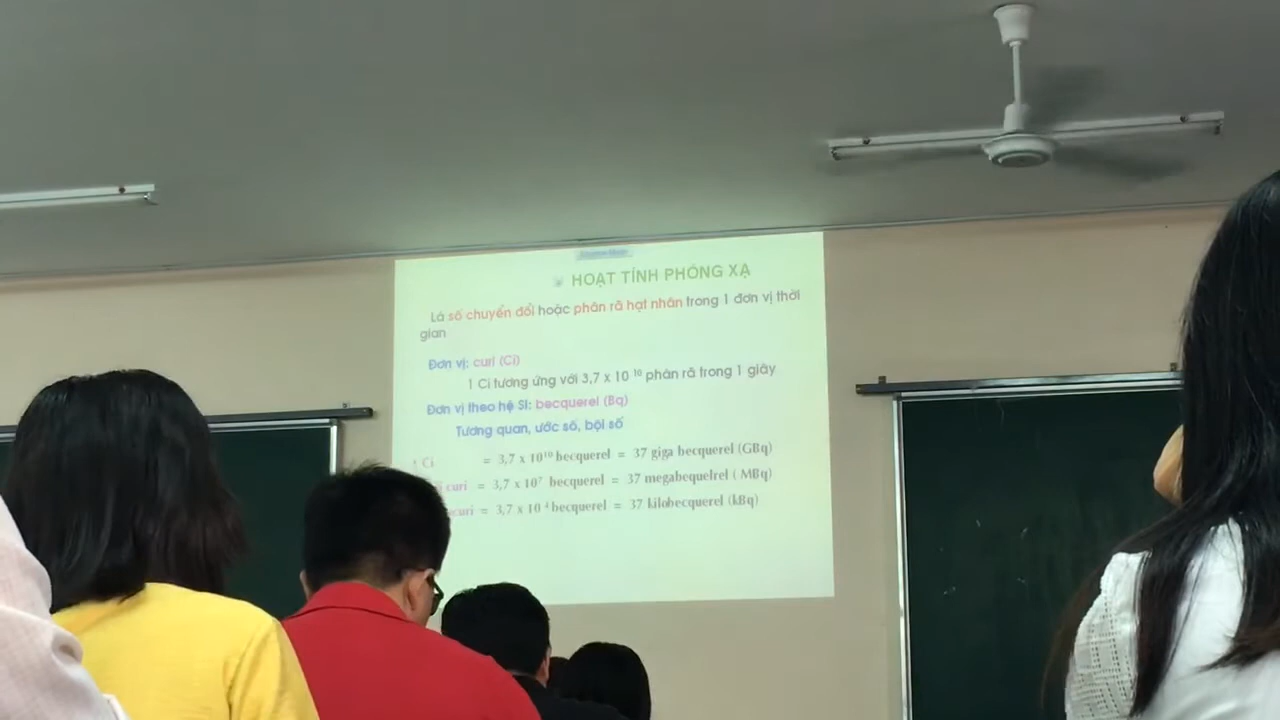 HOẠT TÍNH PHÓNG XẠ
Là số chuyển đổi hoặc phân rã hạt nhân trong 1 đơn vị thời
gian
Đơn vị: curi (Ci)
1 Ci tương ứng với 3,7 x 10 ¹⁰ phân rã trong 1 giây
Đơn vị theo hệ SI: becquerel (Bq)
Tương quan, ước số, bội số
1 Ci = 3,7 x 10¹⁰ becquerel = 37 giga becquerel (GBq)
curi = 3,7 x 10⁷ becquerel = 37 megabequelrel ( MBq)
= 3,7 x 10 ⁴ becquerel = 37 kilobecquerel (kBq)